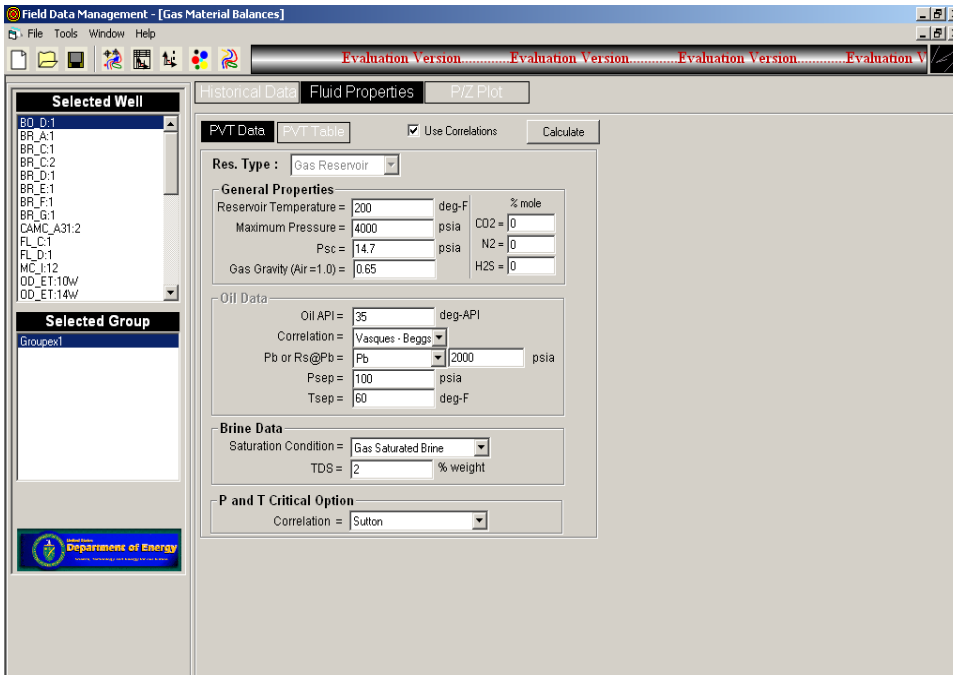 Field Data Management - [Gas Material Balances]
File Tools Window Help
Evaluation Version.............Evaluation Version.............Evaluation Version.............Evaluation V
Selected Well
BO_D:1
BR_A:1
BR_C:1
BR_C:2
BR_D:1
BR_E:1
BR_F:1
BR_G:1
CAMC_A31:2
FL_C:1
FL_D:1
MC_I:12
OD_ET:10W
OD_ET:14W
Selected Group
Groupex1
United States
Department of Energy
Historical Data Fluid Properties P/Z Plot
PVT Data PVT Table Use Correlations Calculate
Res. Type : Gas Reservoir
General Properties
Reservoir Temperature = 200 deg-F
Maximum Pressure = 4000 psia
Psc = 14.7 psia
Gas Gravity (Air =1.0) = 0.65
% mole
CO2 = 0
N2 = 0
H2S = 0
Oil Data
Oil API = 35 deg-API
Correlation = Vasques - Beggs
Pb or Rs@Pb = Pb 2000 psia
Psep = 100 psia
Tsep = 60 deg-F
Brine Data
Saturation Condition = Gas Saturated Brine
TDS = 2 % weight
P and T Critical Option
Correlation = Sutton